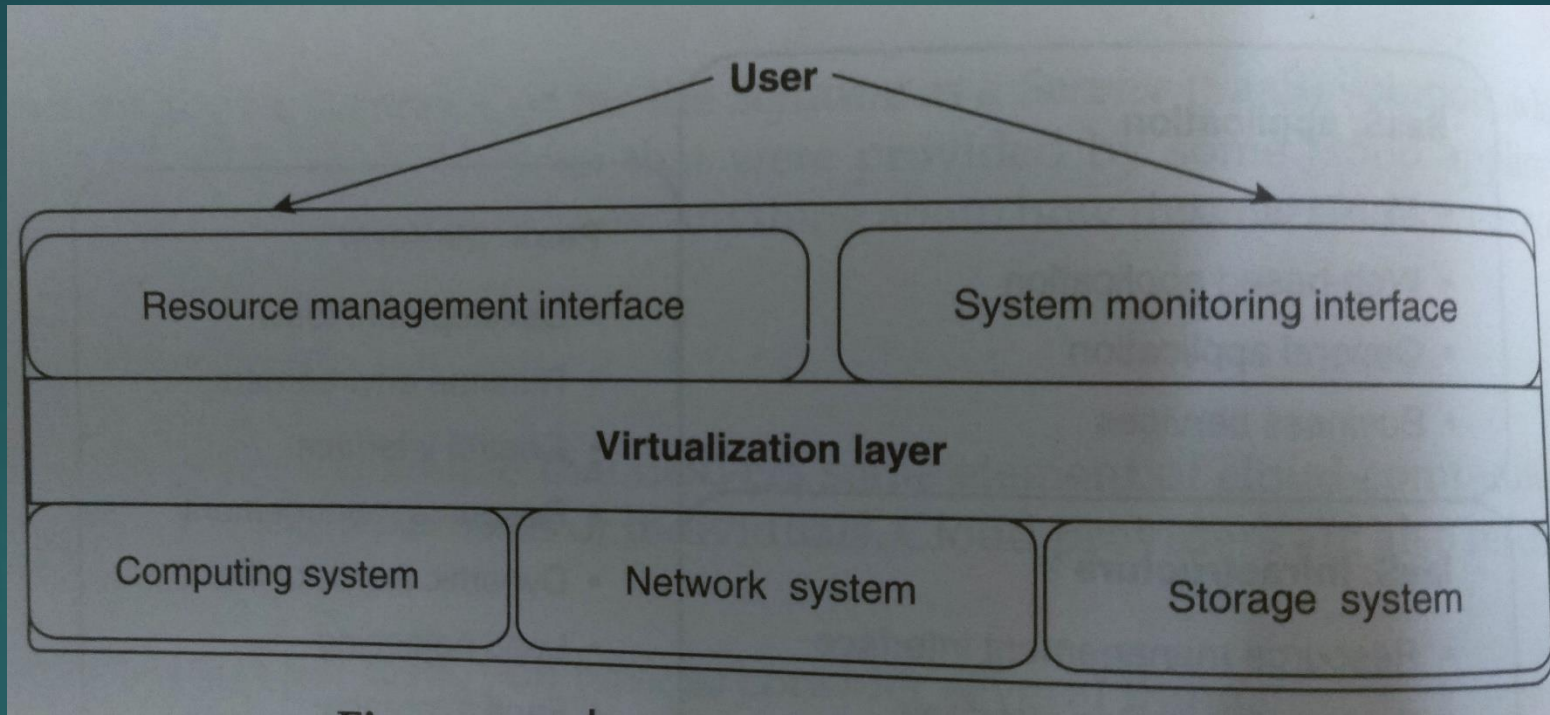 User
Resource management interface
System monitoring interface
Virtualization layer
Computing system
Network system
Storage system